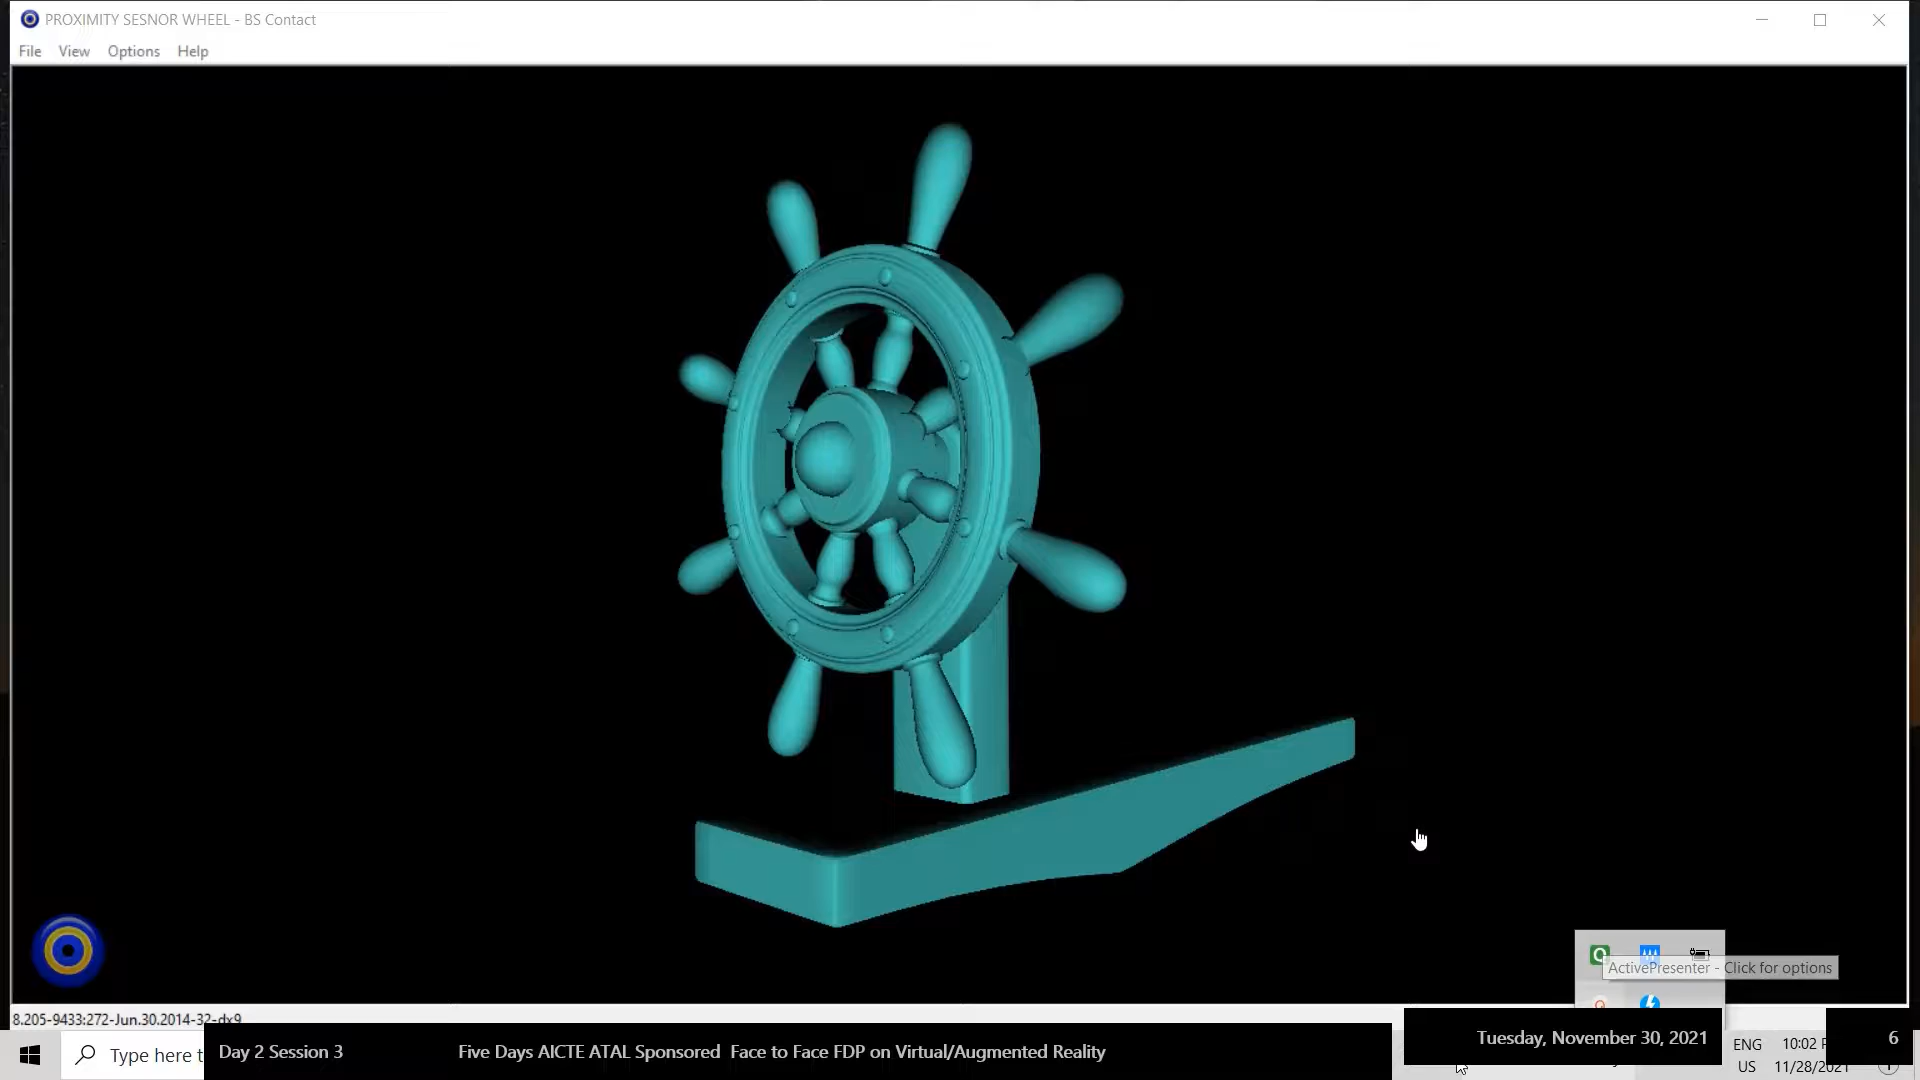 PROXIMITY SESNOR WHEEL - BS Contact
File View Options Help
ActivePresenter - Click for options
8.205-9433:272-Jun.30.2014-32-dx9
Type here t
Day 2 Session 3
Five Days AICTE ATAL Sponsored Face to Face FDP on Virtual/Augmented Reality
Tuesday, November 30, 2021
6
ENG
US
10:02
11/28/2021